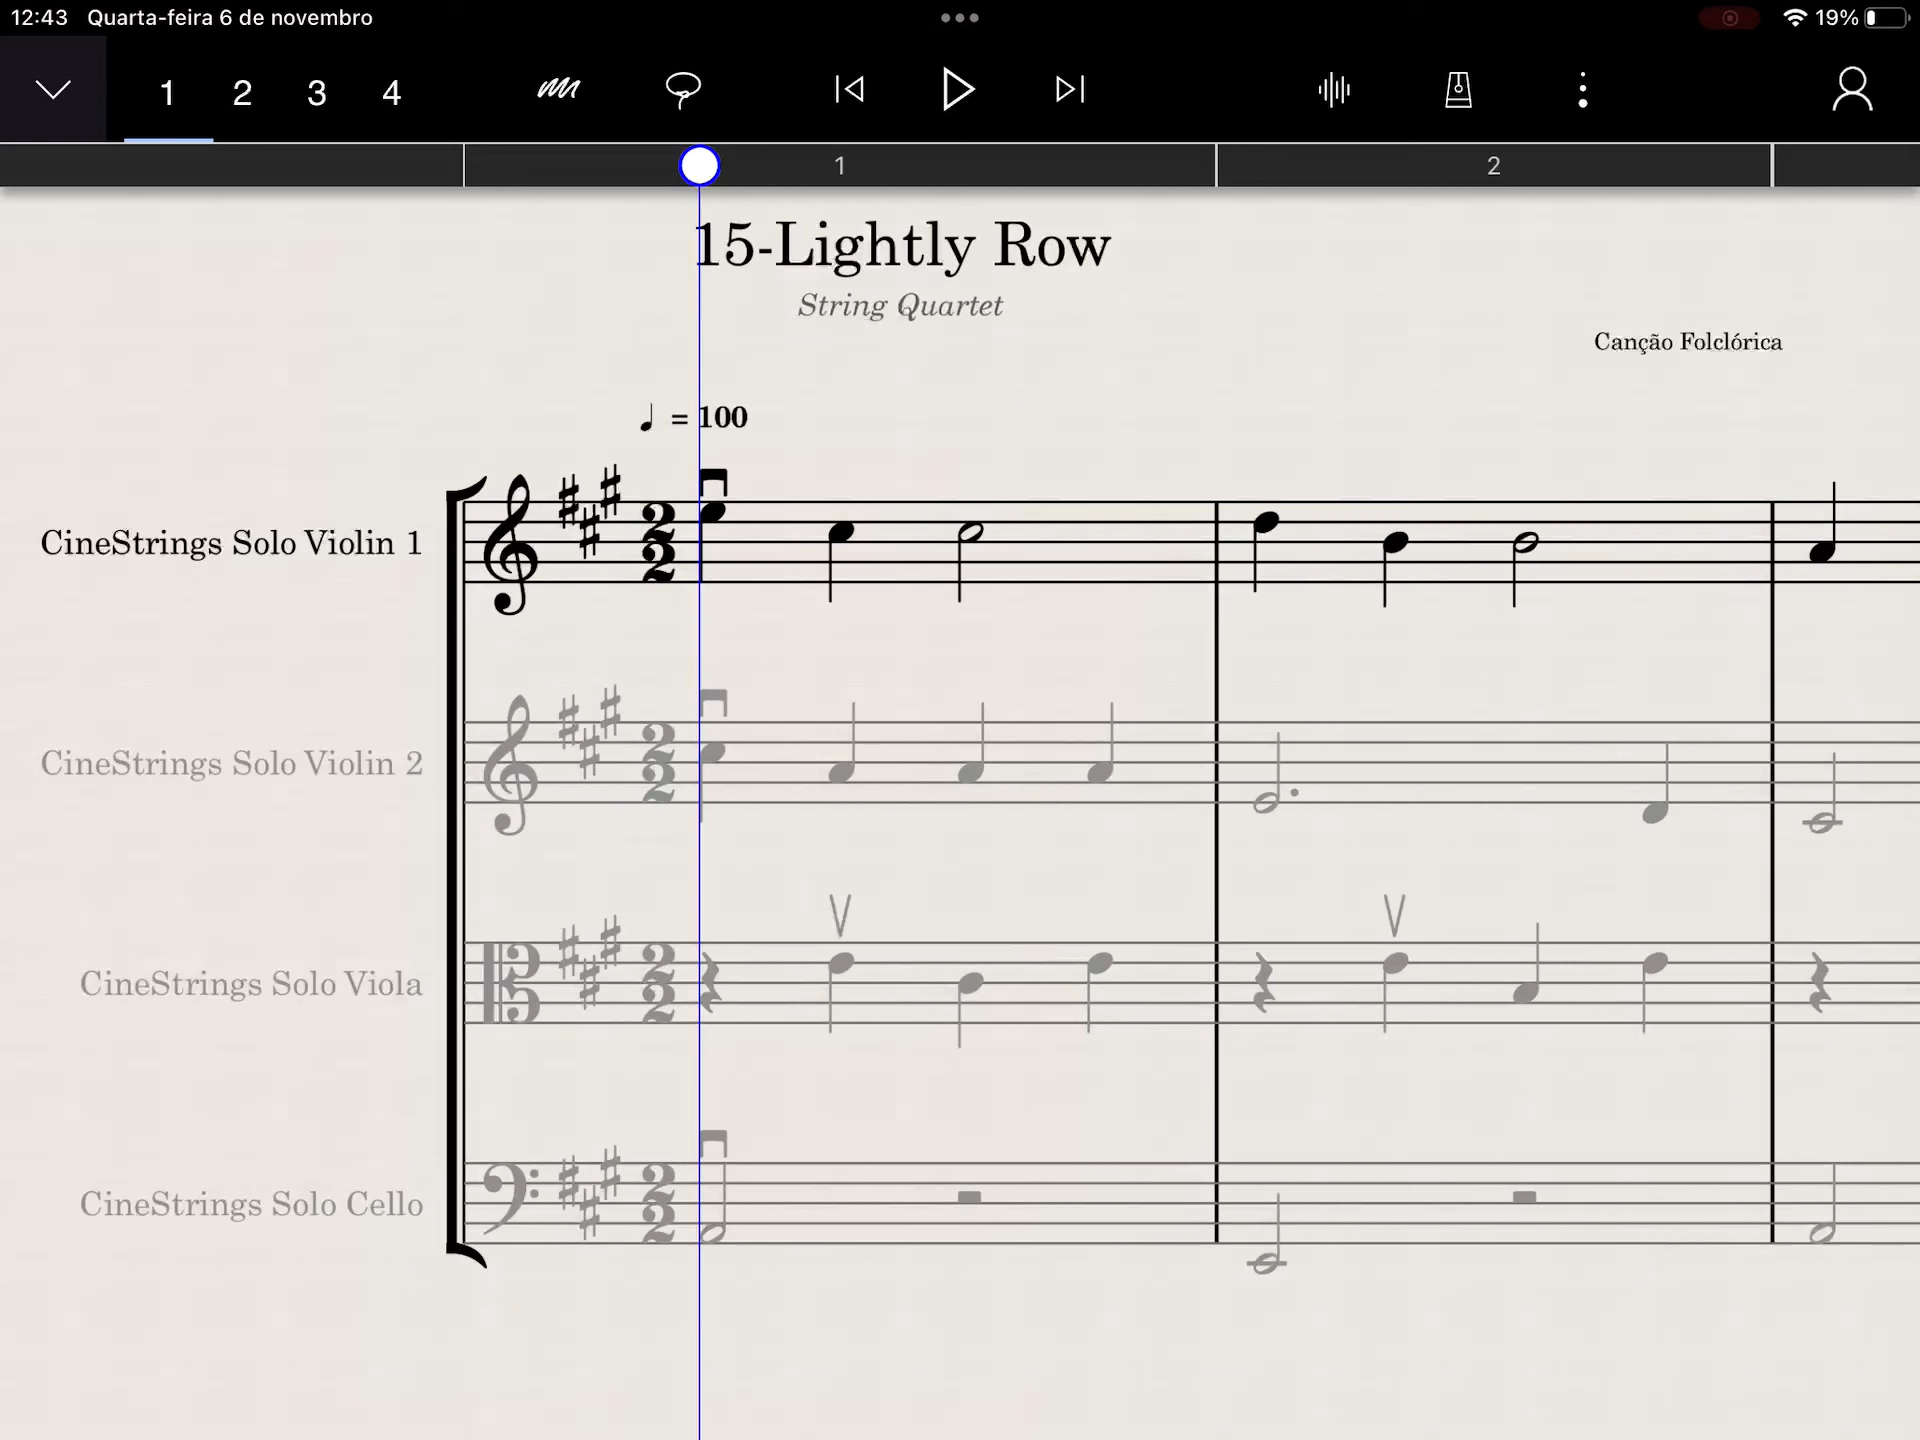 12:43 Quarta-feira 6 de novembro 19%
1 2 3 4
1 2
15-Lightly Row
String Quartet
Canção Folclórica
= 100
CineStrings Solo Violin 1
CineStrings Solo Violin 2
CineStrings Solo Viola
CineStrings Solo Cello